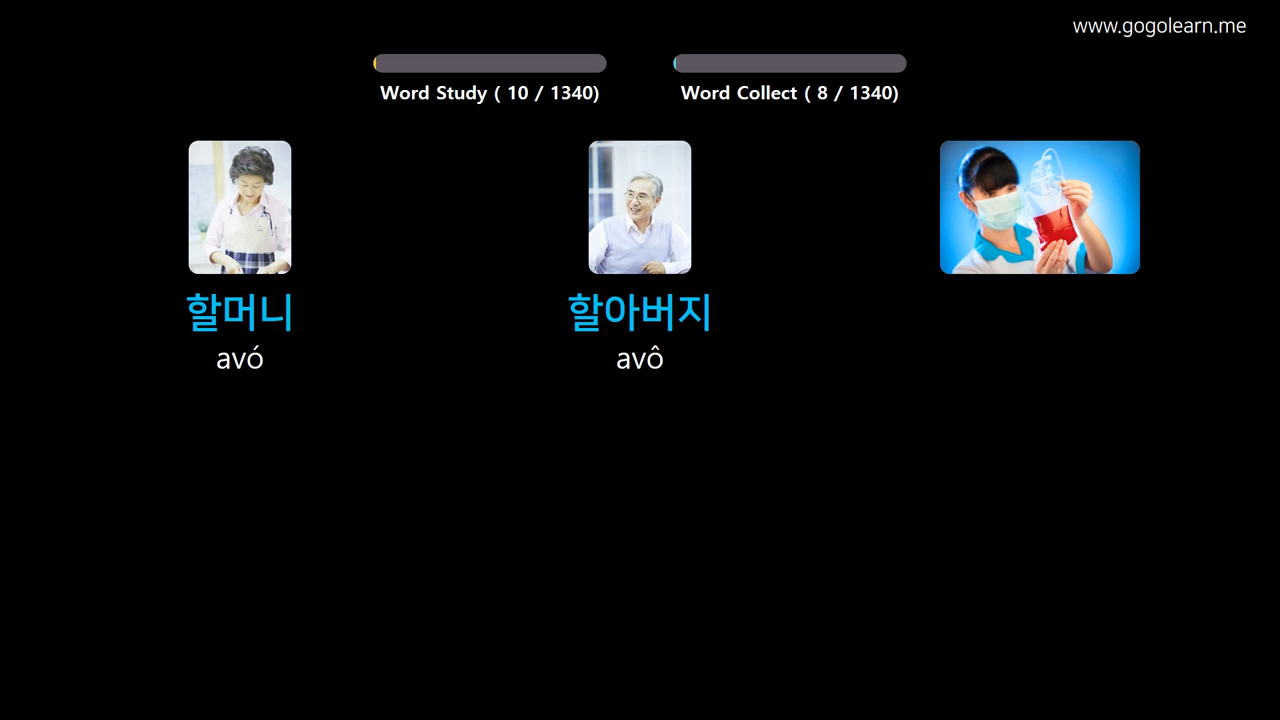 www.gogolearn.me
Word Study ( 10 / 1340)
Word Collect ( 8 / 1340)
할머니
avó
할아버지
avô